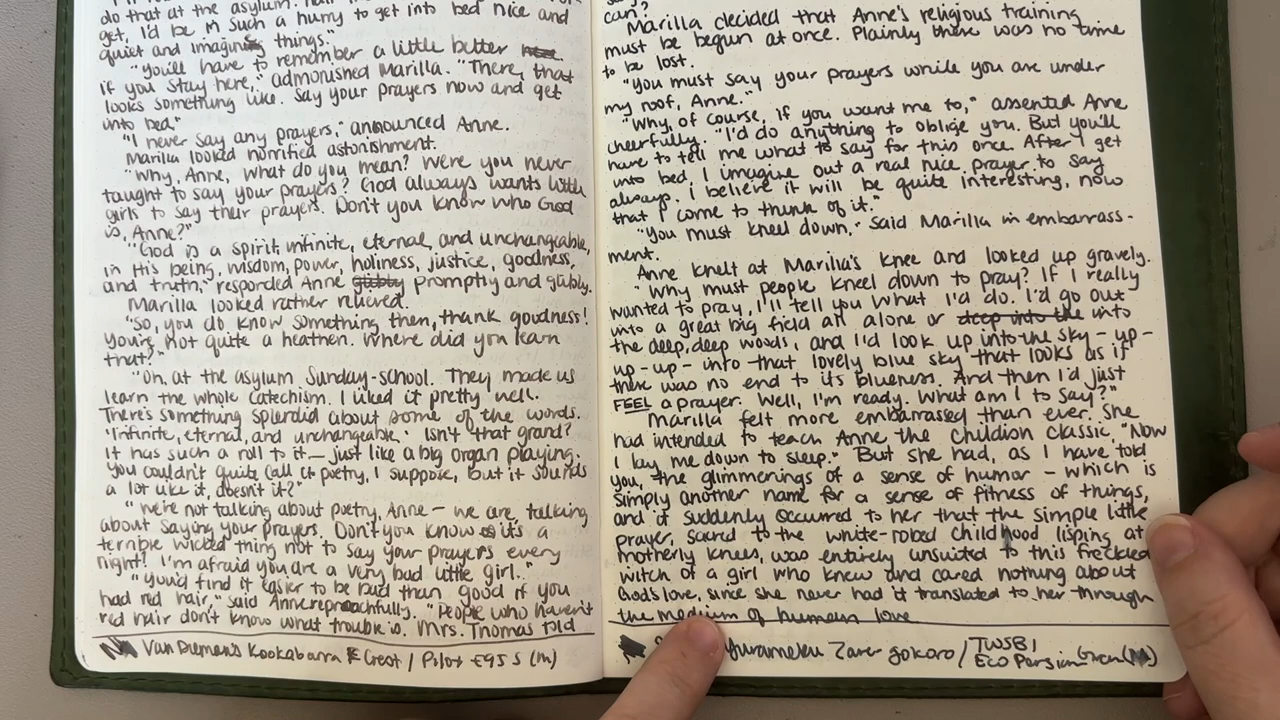 do that at the asylum.
get, I'd be in such a hurry to get into bed nice and
quiet and imagining things."
"You'll have to remember a little better
if you stay here," admonished Marilla. "There, that
looks something like. Say your prayers now and get
into bed."
"I never say any prayers," announced Anne.
Marilla looked horrified astonishment.
"Why, Anne, what do you mean? Were you never
taught to say your prayers? God always wants little
girls to say their prayers. Don't you know who God
is, Anne?"
"God is a spirit, infinite, eternal, and unchangeable,
in His being, wisdom, power, holiness, justice, goodness,
and truth," responded Anne glibly promptly and glibly.
Marilla looked rather relieved.
"So, you do know something then, thank goodness!
You're not quite a heathen. Where did you learn
that?"
"Oh, at the asylum Sunday-school. They made us
learn the whole catechism. I liked it pretty well.
There's something splendid about some of the words.
'Infinite, eternal, and unchangeable.' Isn't that grand?
It has such a roll to it — just like a big organ playing.
You couldn't quite call it poetry, I suppose, but it sounds
a lot like it, doesn't it?"
"We're not talking about poetry, Anne — we are talking
about saying your prayers. Don't you know it's a
terrible wicked thing not to say your prayers every
night? I'm afraid you are a very bad little girl."
"You'd find it easier to be bad than good if you
had red hair," said Anne reproachfully. "People who haven't
red hair don't know what trouble is. Mrs. Thomas told
Van Diemen's Kookaburra Crest / Pilot E95 S (M)
can?
Marilla decided that Anne's religious training
must be begun at once. Plainly there was no time
to be lost.
"You must say your prayers while you are under
my roof, Anne."
"Why, of course, if you want me to," assented Anne
cheerfully. "I'd do anything to oblige you. But you'll
have to tell me what to say for this once. After I get
into bed I imagine out a real nice prayer to say
always. I believe it will be quite interesting, now
that I come to think of it."
"You must kneel down," said Marilla in embarrass-
ment.
Anne knelt at Marilla's knee and looked up gravely.
"Why must people kneel down to pray? If I really
wanted to pray, I'll tell you what I'd do. I'd go out
into a great big field all alone or deep into the into
the deep, deep woods, and I'd look up into the sky - up -
up - up - into that lovely blue sky that looks as if
there was no end to its blueness. And then I'd just
FEEL a prayer. Well, I'm ready. What am I to say?"
Marilla felt more embarrassed than ever. She
had intended to teach Anne the childish classic, "Now
I lay me down to sleep." But she had, as I have told
you, the glimmerings of a sense of humor - which is
simply another name for a sense of fitness of things,
and it suddenly occurred to her that the simple little
prayer, sacred to the white-robed childhood lisping at
motherly knees, was entirely unsuited to this freckled
witch of a girl who knew and cared nothing about
God's love, since she never had it translated to her through
the medium of human love
/ TWSBI
Eco Persian Green (M)